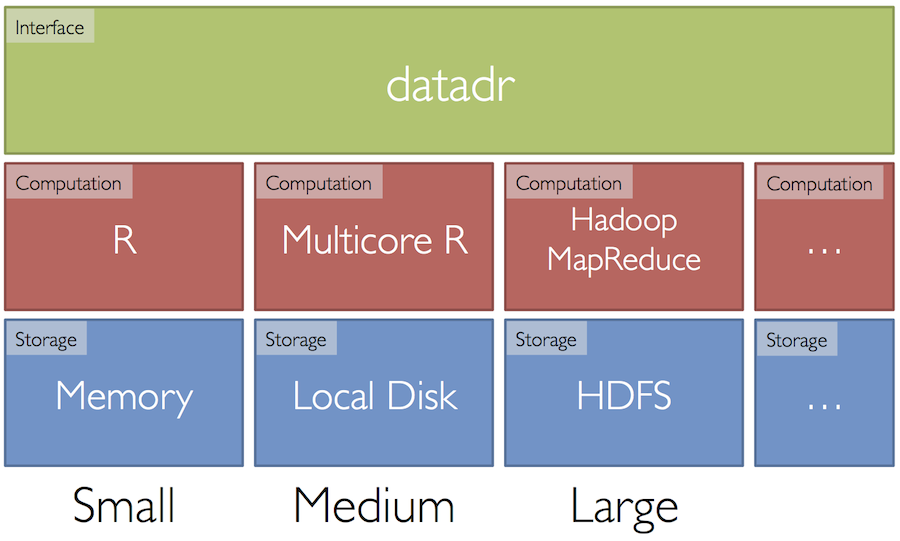 Interface
datadr
Computation
R
Computation
Multicore R
Computation
Hadoop
MapReduce
Computation
...
Storage
Memory
Storage
Local Disk
Storage
HDFS
Storage
...
Small
Medium
Large